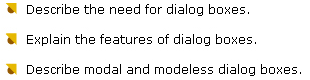 Describe the need for dialog boxes.
Explain the features of dialog boxes.
Describe modal and modeless dialog boxes.